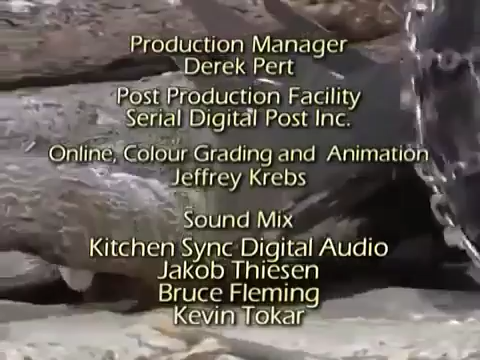 Production Manager
Derek Pert
Post Production Facility
Serial Digital Post Inc.
Online, Colour Grading and Animation
Jeffrey Krebs
Sound Mix
Kitchen Sync Digital Audio
Jakob Thiesen
Bruce Fleming
Kevin Tokar